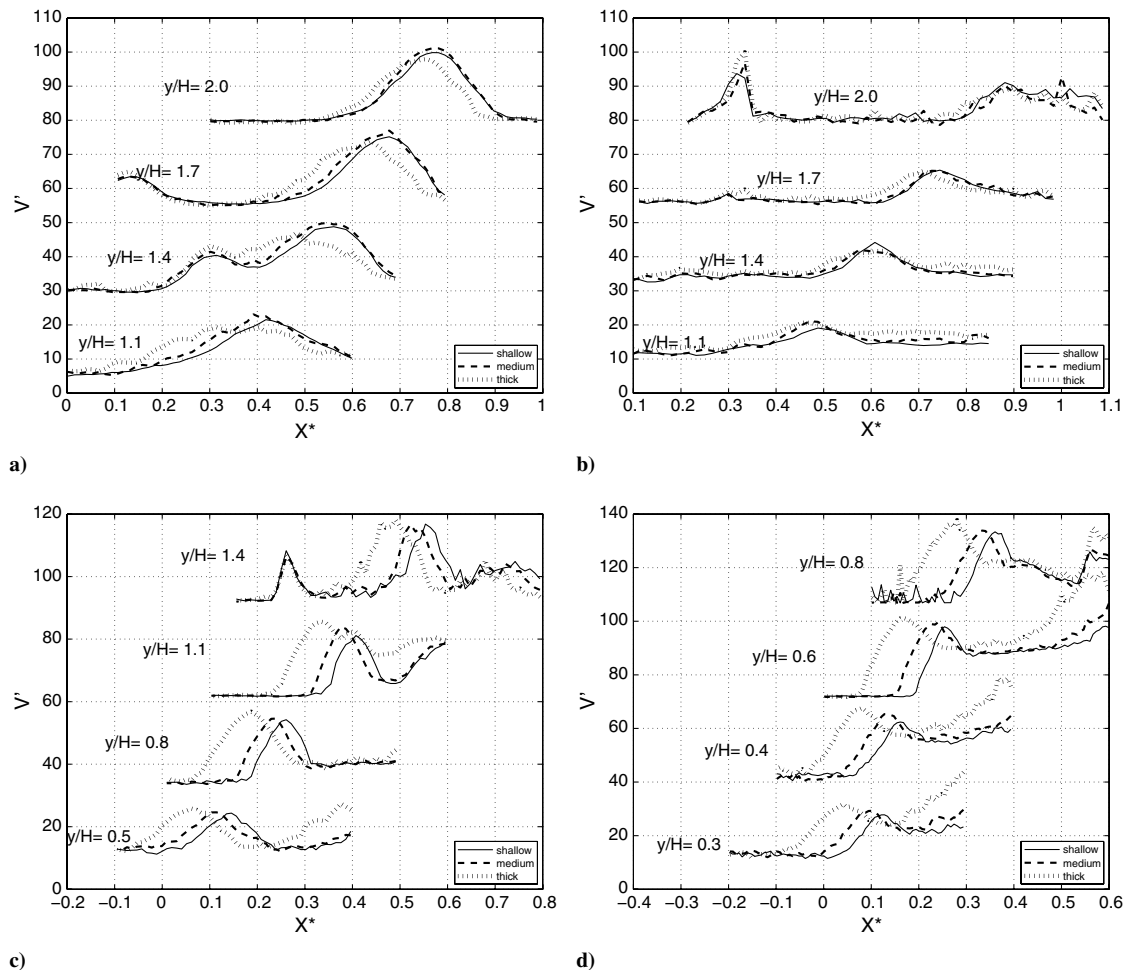 110
100
90
80
70
60
50
40
30
20
10
0
V'
y/H= 2.0
y/H= 1.7
y/H= 1.4
y/H= 1.1
shallow
medium
thick
0 0.1 0.2 0.3 0.4 0.5 0.6 0.7 0.8 0.9 1
X*
a)
110
100
90
80
70
60
50
40
30
20
10
0
V'
y/H= 2.0
y/H= 1.7
y/H= 1.4
y/H= 1.1
shallow
medium
thick
0.1 0.2 0.3 0.4 0.5 0.6 0.7 0.8 0.9 1 1.1
X*
b)
120
100
80
60
40
20
0
V'
y/H= 1.4
y/H= 1.1
y/H= 0.8
y/H= 0.5
shallow
medium
thick
−0.2 −0.1 0 0.1 0.2 0.3 0.4 0.5 0.6 0.7 0.8
X*
c)
140
120
100
80
60
40
20
0
V'
y/H= 0.8
y/H= 0.6
y/H= 0.4
y/H= 0.3
shallow
medium
thick
−0.4 −0.3 −0.2 −0.1 0 0.1 0.2 0.3 0.4 0.5 0.6
X*
d)